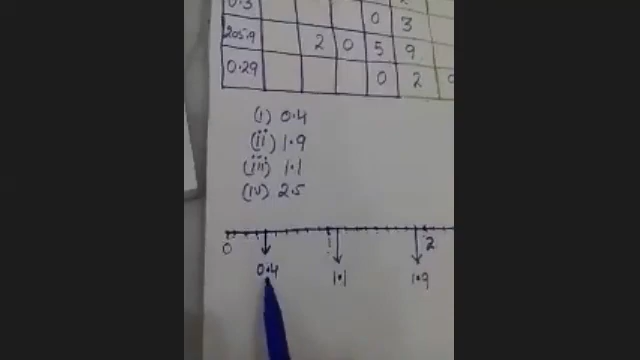 0.3 0 3
205.9 2 0 5 9
0.29 0 2
(i) 0.4
(ii) 1.9
(iii) 1.1
(iv) 2.5
0 1 2
0.4 1.1 1.9